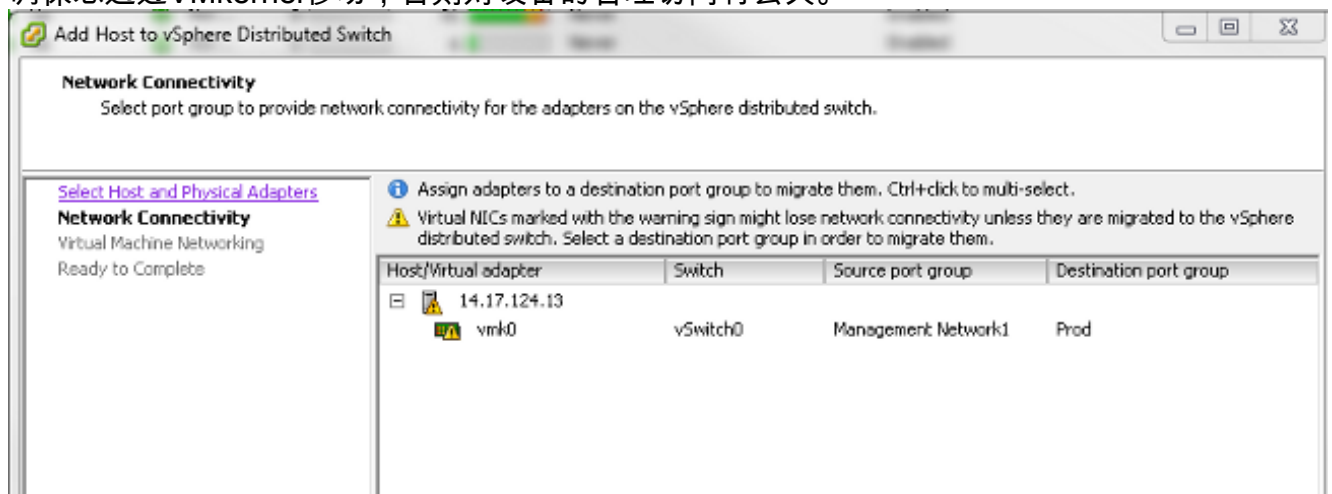 Add Host to vSphere Distributed Switch
Network Connectivity
Select port group to provide network connectivity for the adapters on the vSphere distributed switch.
Select Host and Physical Adapters
Network Connectivity
Virtual Machine Networking
Ready to Complete
Assign adapters to a destination port group to migrate them. Ctrl+click to multi-select.
Virtual NICs marked with the warning sign might lose network connectivity unless they are migrated to the vSphere
distributed switch. Select a destination port group in order to migrate them.
Host/Virtual adapter Switch Source port group Destination port group
14.17.124.13
vmk0 vSwitch0 Management Network1 Prod